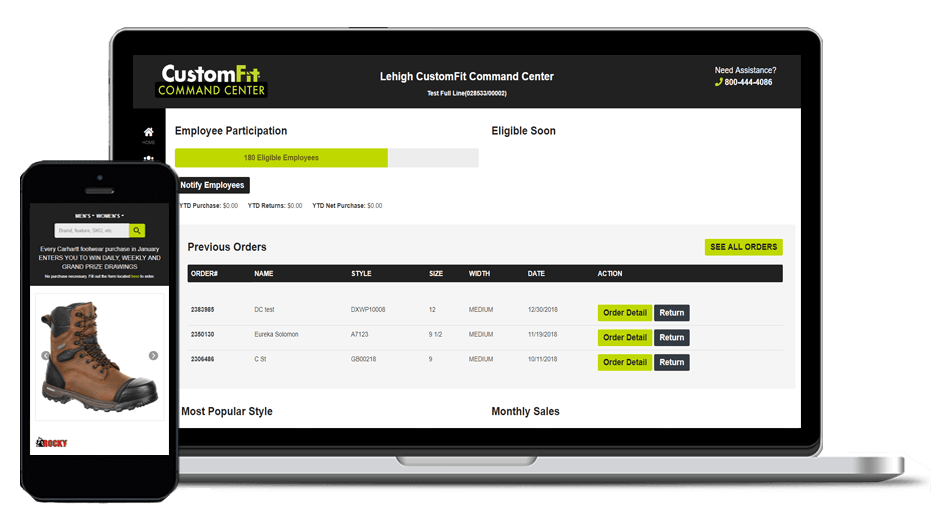 CustomFit
COMMAND CENTER
Lehigh CustomFit Command Center
Test Full Line(028533/00002)
Need Assistance?
800-444-4086
HOME
Employee Participation
Eligible Soon
180 Eligible Employees
Notify Employees
YTD Purchase: $0.00 YTD Returns: $0.00 YTD Net Purchase: $0.00
Previous Orders
SEE ALL ORDERS
ORDER# NAME STYLE SIZE WIDTH DATE ACTION
2383985 DC test DXWP10008 12 MEDIUM 12/30/2018 Order Detail Return
2350130 Eureka Solomon A7123 9 1/2 MEDIUM 11/19/2018 Order Detail Return
2306486 C St GB00218 9 MEDIUM 10/11/2018 Order Detail Return
Most Popular Style
Monthly Sales
MEN'S WOMEN'S
Brand, feature, SKU, etc.
Every Carhartt footwear purchase in January
ENTERS YOU TO WIN DAILY, WEEKLY AND
GRAND PRIZE DRAWINGS
No purchase necessary. Fill out the form located here to enter.
ROCKY